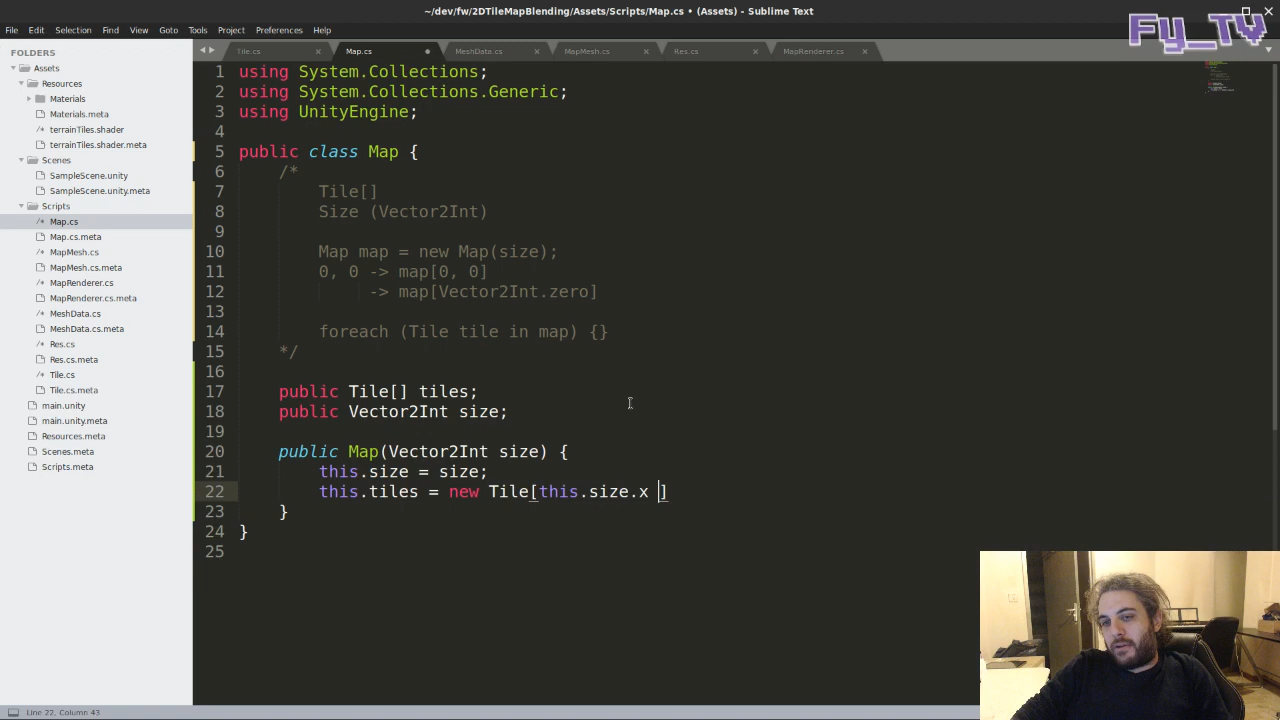 ~/dev/fw/2DTileMapBlending/Assets/Scripts/Map.cs • (Assets) - Sublime Text
Fy_TV
File Edit Selection Find View Goto Tools Project Preferences Help
FOLDERS
Assets
Resources
Materials
Materials.meta
terrainTiles.shader
terrainTiles.shader.meta
Scenes
SampleScene.unity
SampleScene.unity.meta
Scripts
Map.cs
Map.cs.meta
MapMesh.cs
MapMesh.cs.meta
MapRenderer.cs
MapRenderer.cs.meta
MeshData.cs
MeshData.cs.meta
Res.cs
Res.cs.meta
Tile.cs
Tile.cs.meta
main.unity
main.unity.meta
Resources.meta
Scenes.meta
Scripts.meta
Tile.cs Map.cs MeshData.cs MapMesh.cs Res.cs MapRenderer.cs
1 using System.Collections;
2 using System.Collections.Generic;
3 using UnityEngine;
4
5 public class Map {
6 /*
7 Tile[]
8 Size (Vector2Int)
9
10 Map map = new Map(size);
11 0, 0 -> map[0, 0]
12 -> map[Vector2Int.zero]
13
14 foreach (Tile tile in map) {}
15 */
16
17 public Tile[] tiles;
18 public Vector2Int size;
19
20 public Map(Vector2Int size) {
21 this.size = size;
22 this.tiles = new Tile[this.size.x ]
23 }
24 }
25
Line 22, Column 43